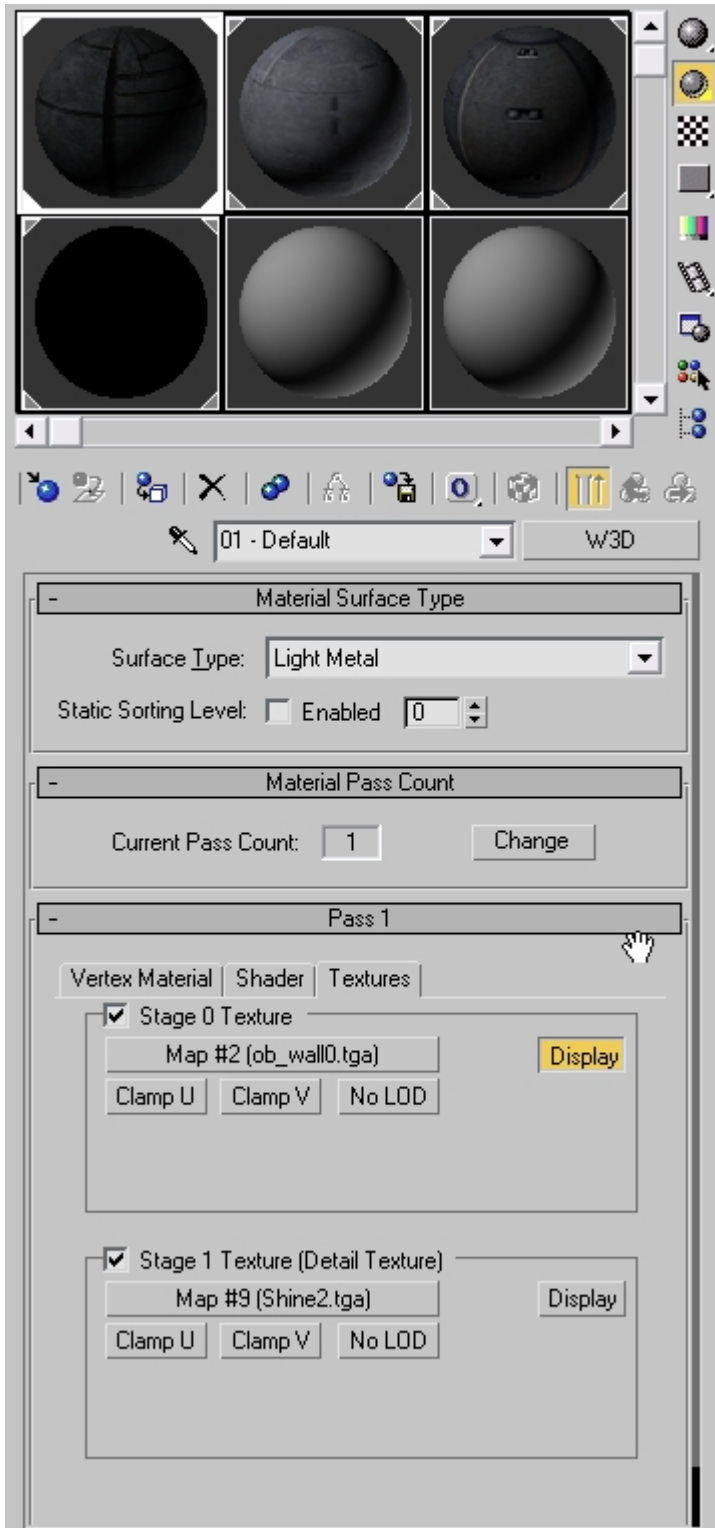 01 - Default
W3D
- Material Surface Type
Surface Type: Light Metal
Static Sorting Level: Enabled 0
- Material Pass Count
Current Pass Count: 1 Change
- Pass 1
Vertex Material Shader Textures
Stage 0 Texture
Map #2 (ob_wall0.tga) Display
Clamp U Clamp V No LOD
Stage 1 Texture (Detail Texture)
Map #9 (Shine2.tga) Display
Clamp U Clamp V No LOD